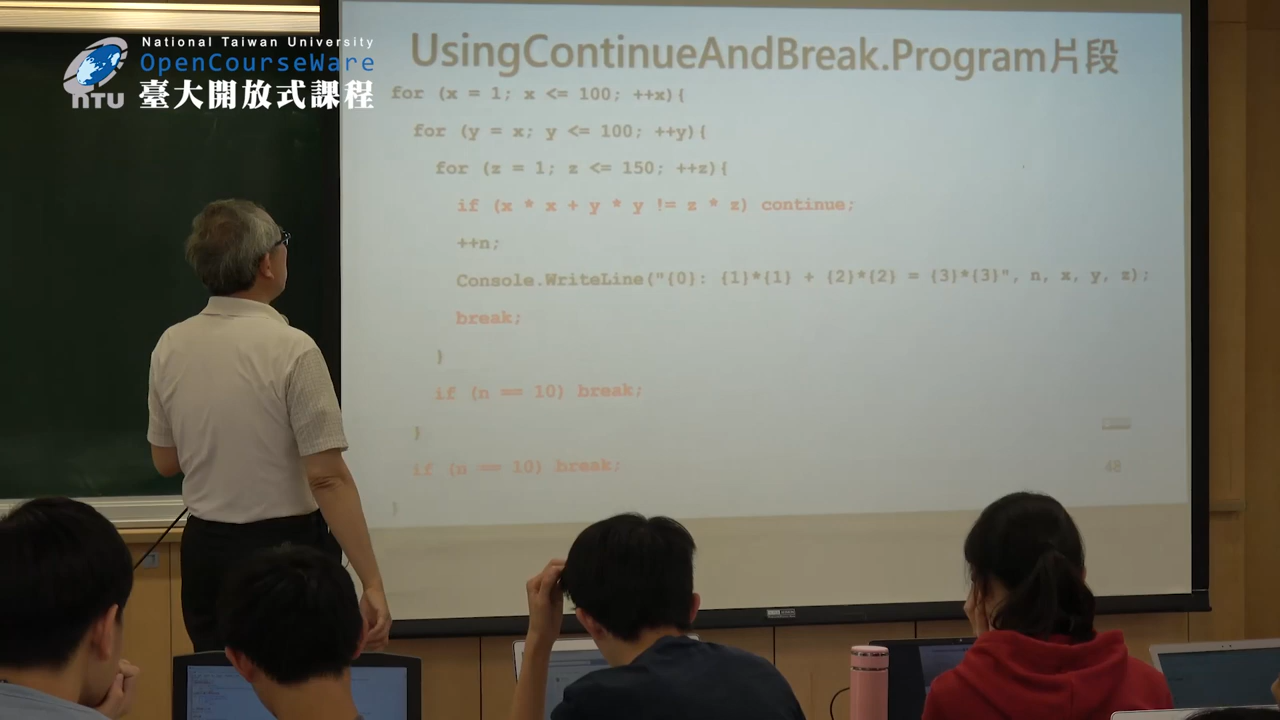 National Taiwan University
OpenCourseWare
NTU 臺大開放式課程
UsingContinueAndBreak.Program片段
for (x = 1; x <= 100; ++x){
for (y = x; y <= 100; ++y){
for (z = 1; z <= 150; ++z){
if (x * x + y * y != z * z) continue;
++n;
Console.WriteLine("{0}: {1}*{1} + {2}*{2} = {3}*{3}", n, x, y, z);
break;
}
if (n == 10) break;
}
if (n == 10) break;
}
48